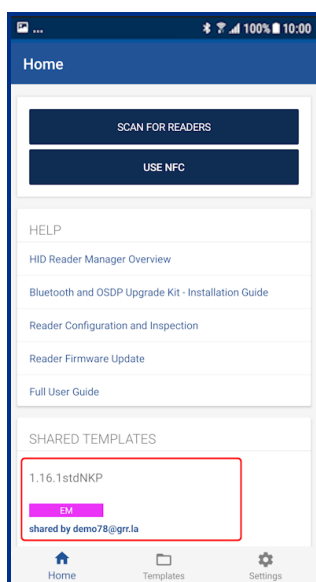 ... 100% 10:00
Home
SCAN FOR READERS
USE NFC
HELP
HID Reader Manager Overview
Bluetooth and OSDP Upgrade Kit - Installation Guide
Reader Configuration and Inspection
Reader Firmware Update
Full User Guide
SHARED TEMPLATES
1.16.1stdNKP
EM
shared by demo78@grr.la
Home Templates Settings